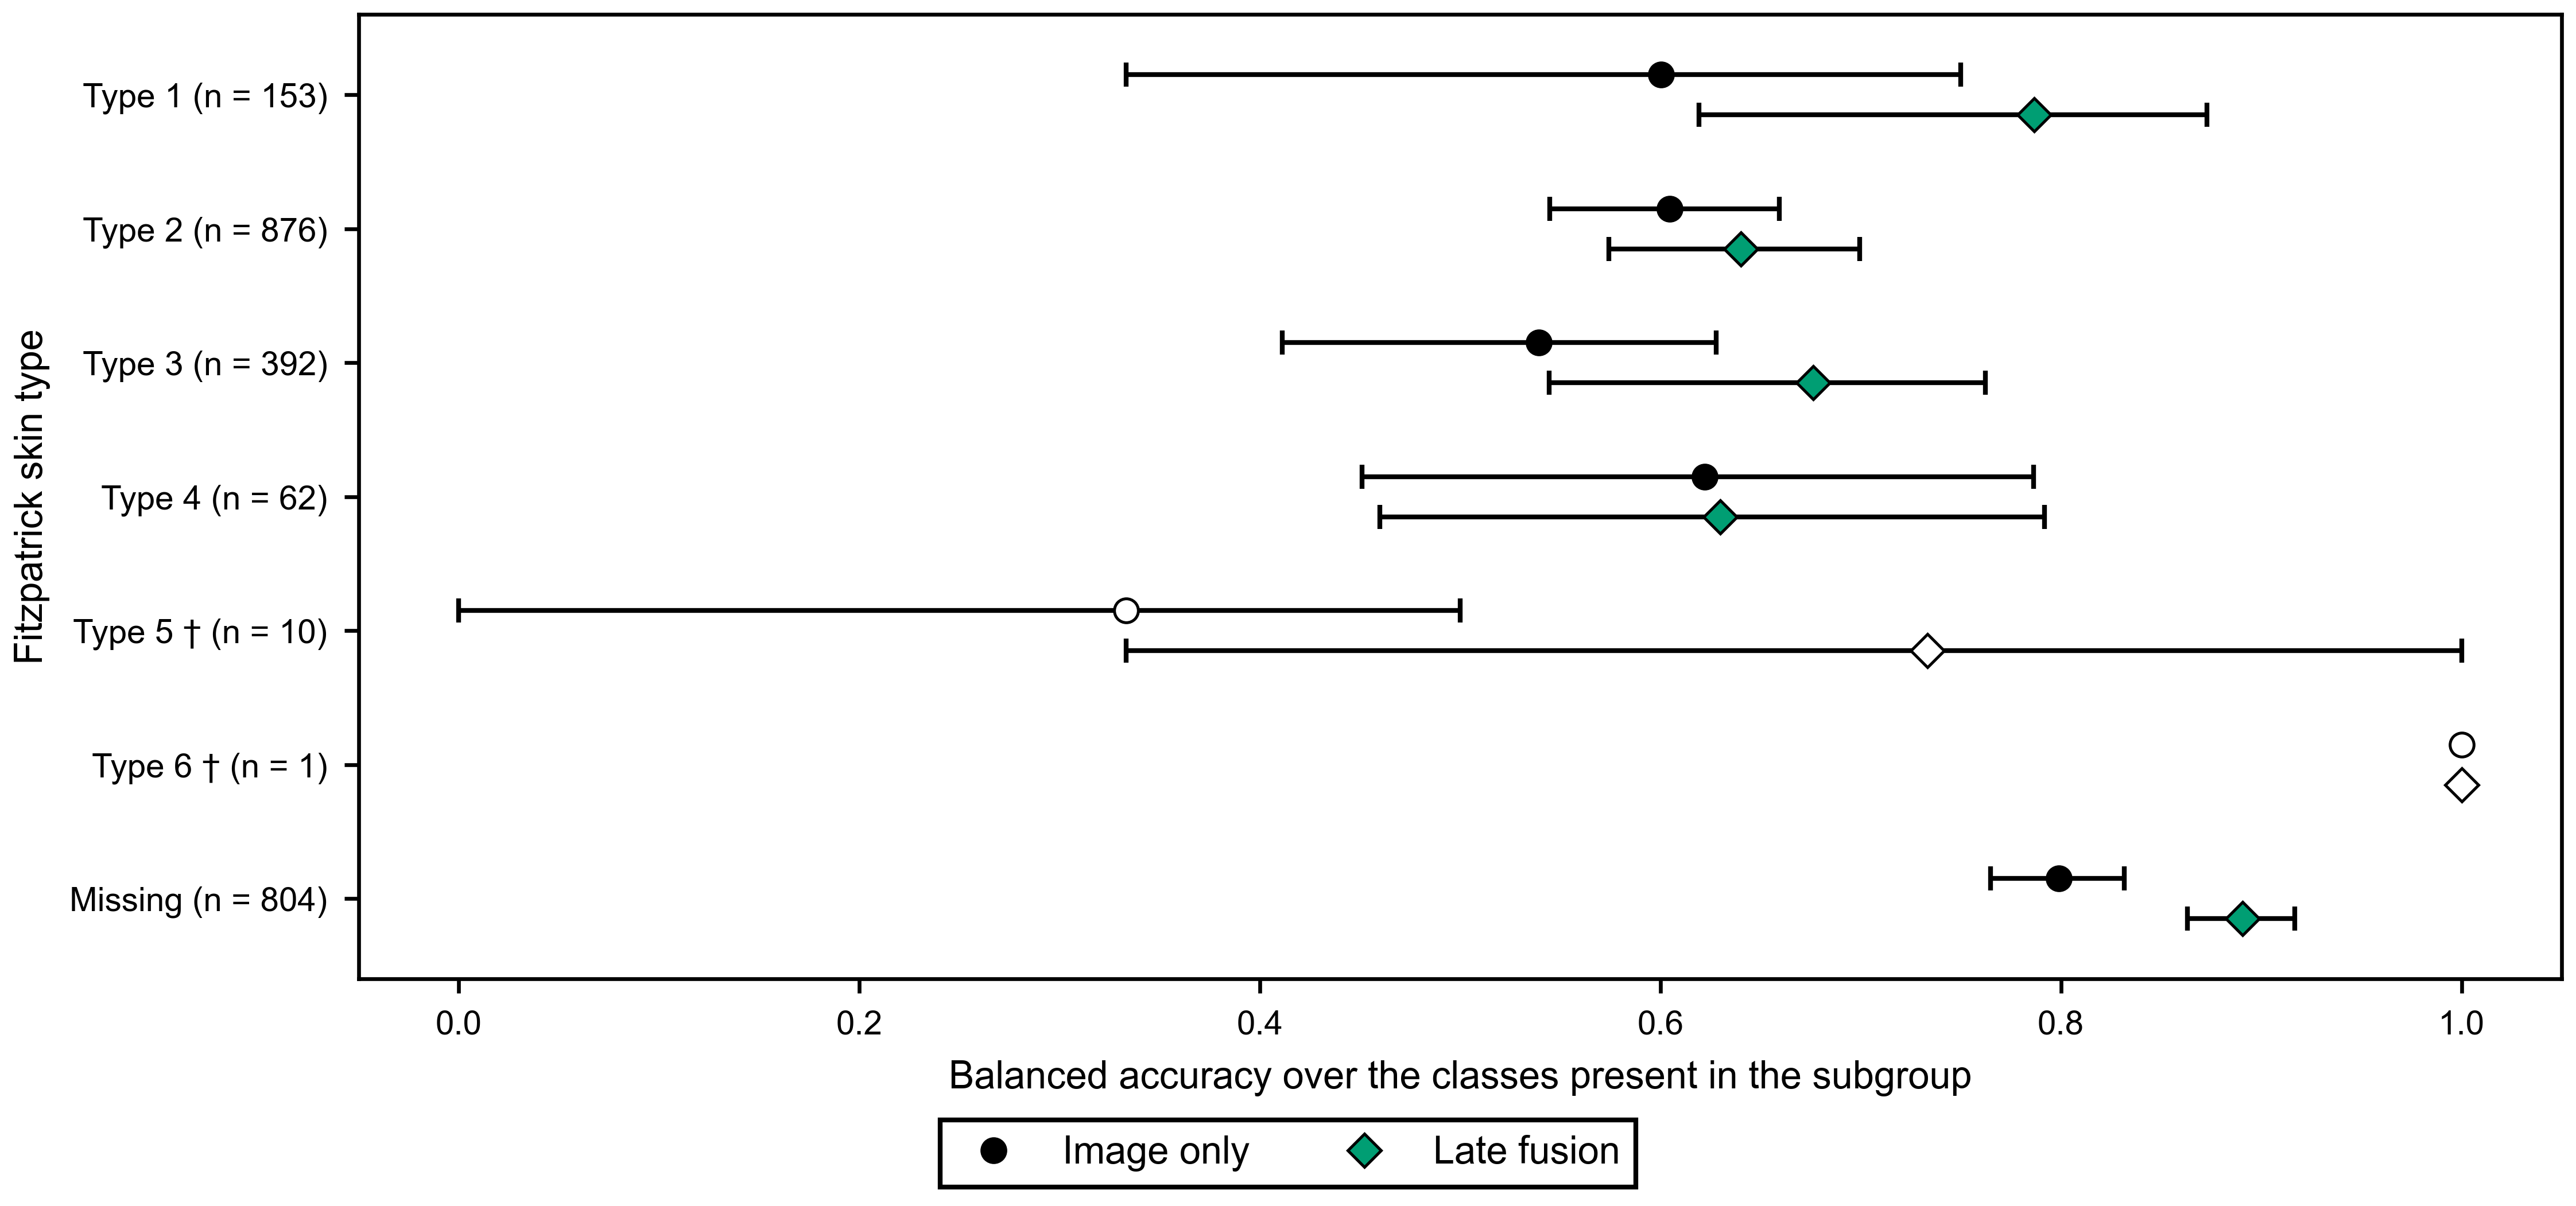 Fitzpatrick skin type
Type 1 (n = 153)
Type 2 (n = 876)
Type 3 (n = 392)
Type 4 (n = 62)
Type 5 † (n = 10)
Type 6 † (n = 1)
Missing (n = 804)
0.0 0.2 0.4 0.6 0.8 1.0
Balanced accuracy over the classes present in the subgroup
Image only Late fusion